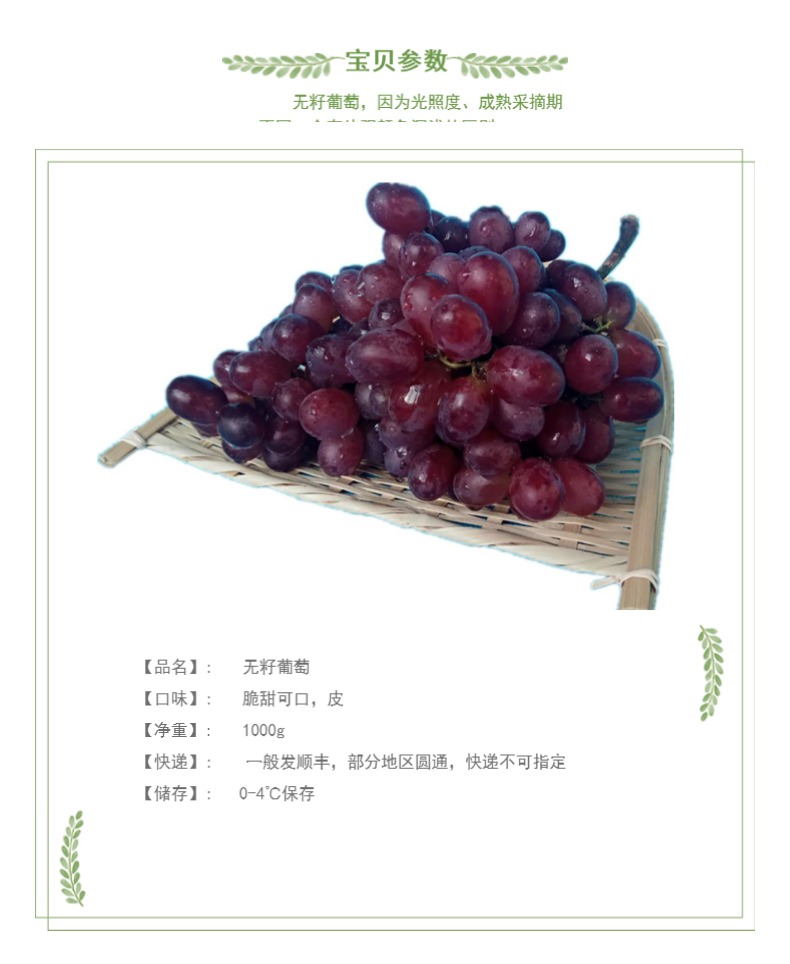 宝贝参数
无籽葡萄，因为光照度、成熟采摘期
【品名】： 无籽葡萄
【口味】： 脆甜可口，皮
【净重】： 1000g
【快递】： 一般发顺丰，部分地区圆通，快递不可指定
【储存】： 0-4℃保存